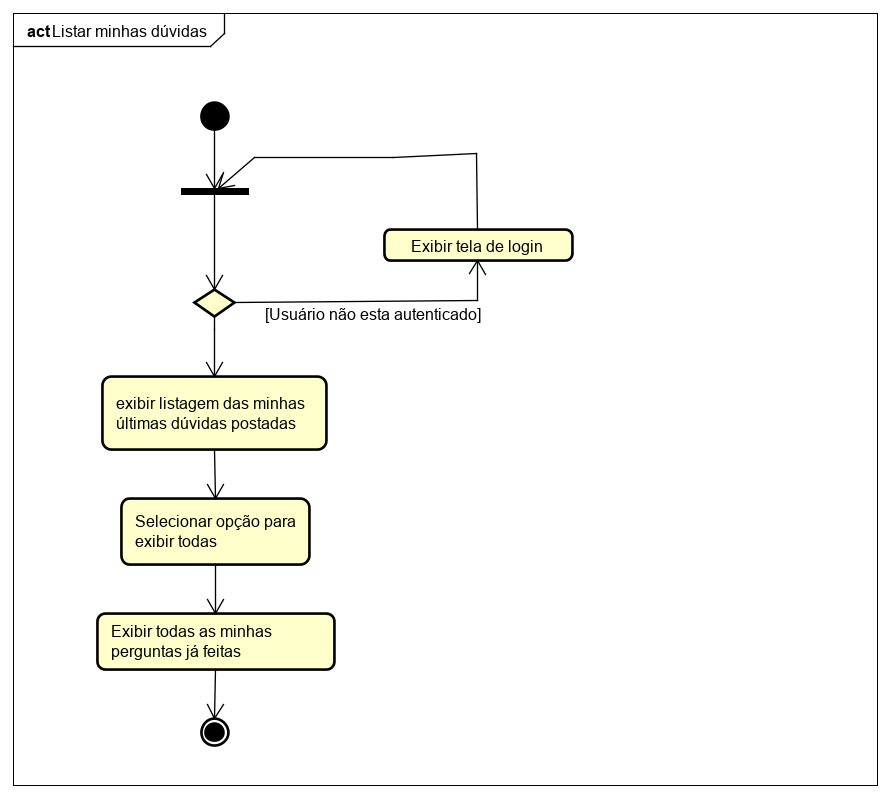 act Listar minhas dúvidas
Exibir tela de login
[Usuário não esta autenticado]
exibir listagem das minhas
últimas dúvidas postadas
Selecionar opção para
exibir todas
Exibir todas as minhas
perguntas já feitas